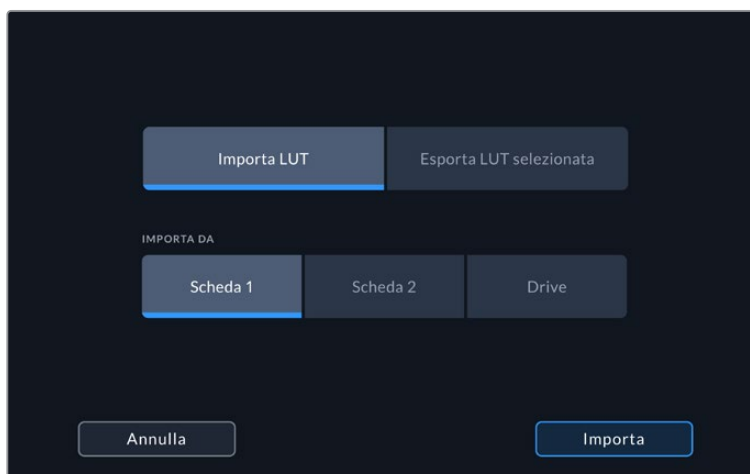 Importa LUT Esporta LUT selezionata
IMPORTA DA
Scheda 1 Scheda 2 Drive
Annulla Importa